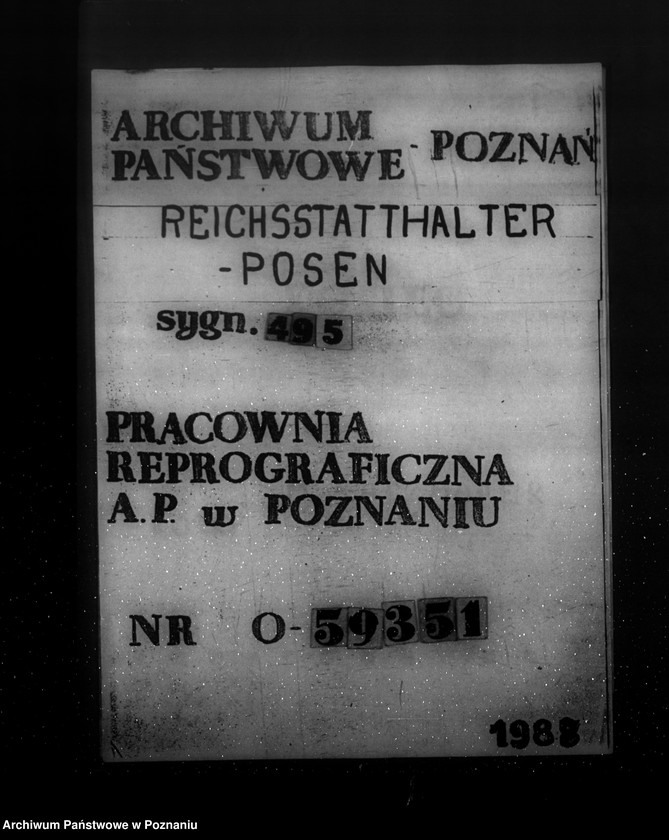 ARCHIWUM
PAŃSTWOWE - POZNAŃ
REICHSSTATTHALTER
-POSEN
sygn. 495
PRACOWNIA
REPROGRAFICZNA
A.P. w POZNANIU
NR O-59351
1988
Archiwum Państwowe w Poznaniu